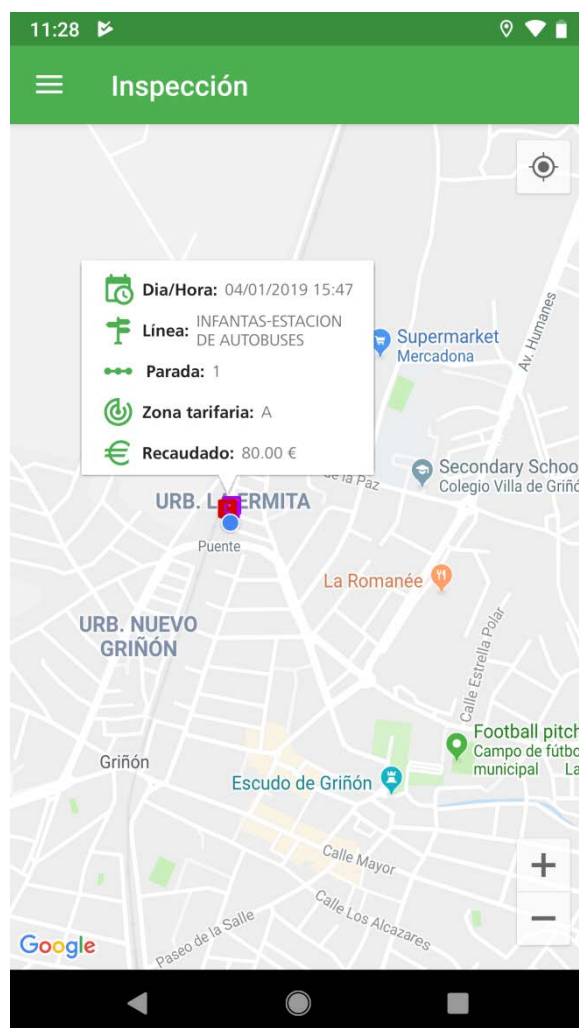 11:28
Inspección
Dia/Hora: 04/01/2019 15:47
Línea: INFANTAS-ESTACION
DE AUTOBUSES
Parada: 1
Zona tarifaria: A
Recaudado: 80.00 €
Supermarket
Mercadona
Av. Humanes
de la Paz
Secondary Schoo
Colegio Villa de Griñó
URB. LA ERMITA
Puente
La Romanée
URB. NUEVO
GRIÑÓN
Calle Estrella Polar
Football pitch
Campo de fútbo
municipal La
Griñón
Escudo de Griñón
Calle Mayor
Calle Los Alcazares
Paseo de la Salle
Google